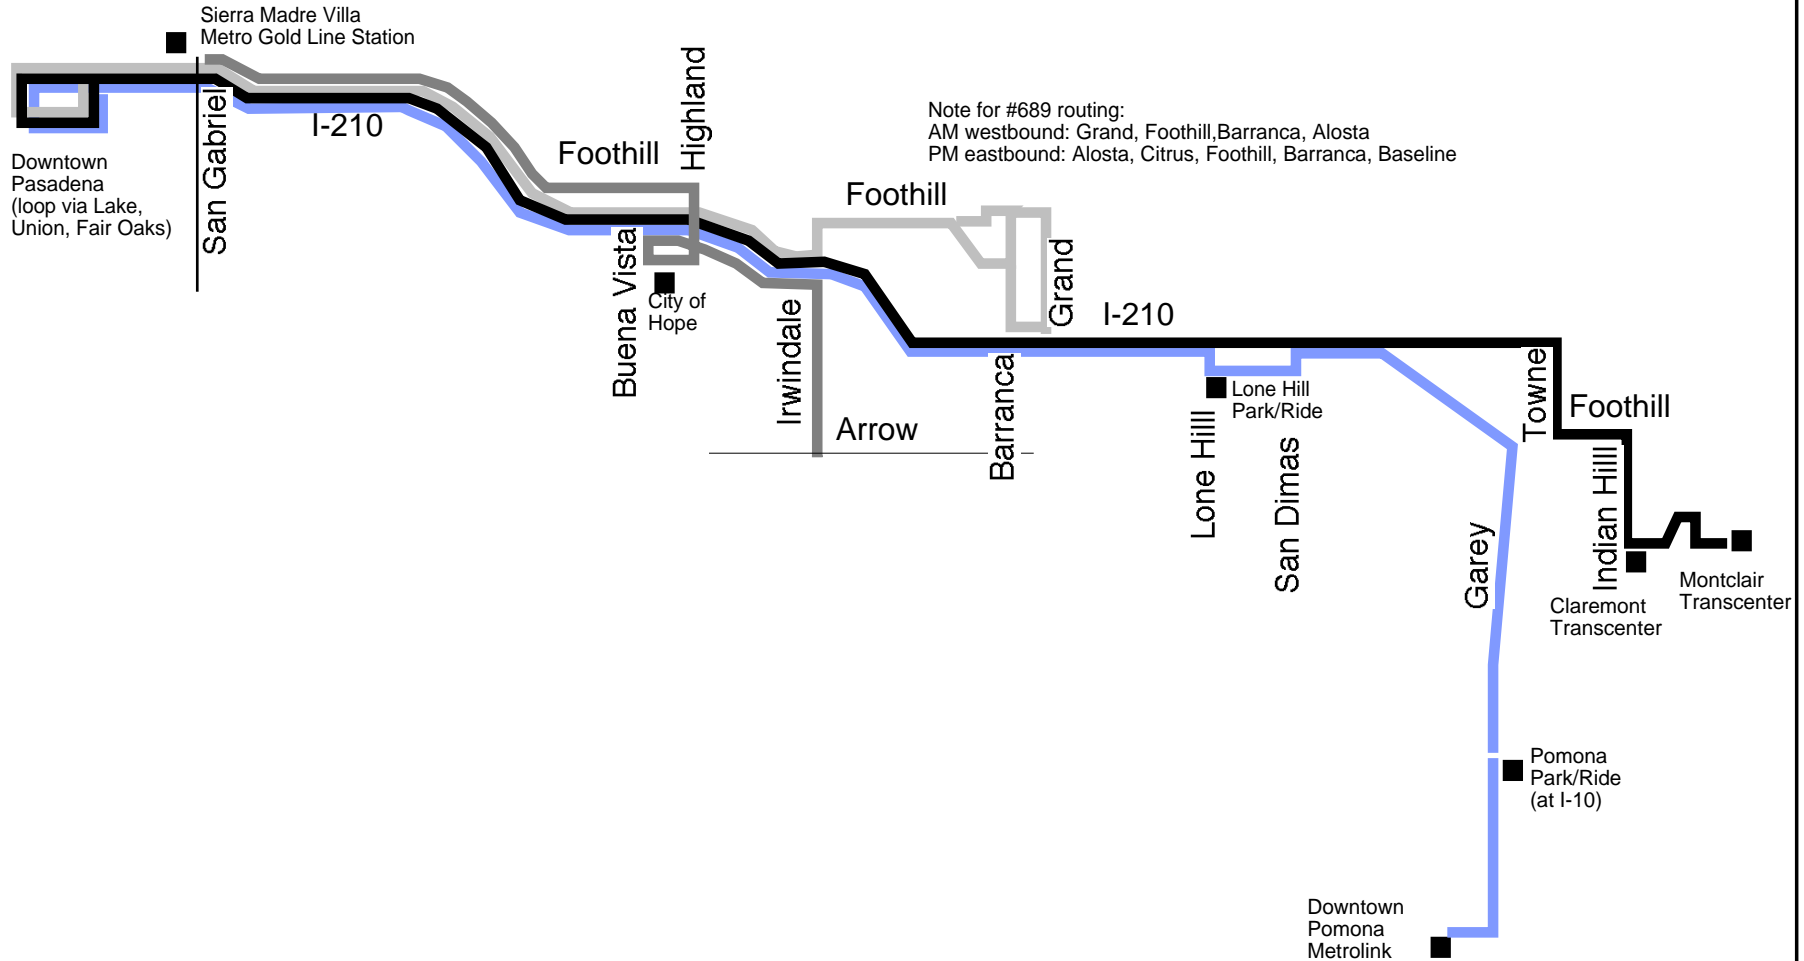 Sierra Madre Villa
Metro Gold Line Station
San Gabriel
I-210
Downtown
Pasadena
(loop via Lake,
Union, Fair Oaks)
Foothill
Highland
Note for #689 routing:
AM westbound: Grand, Foothill,Barranca, Alosta
PM eastbound: Alosta, Citrus, Foothill, Barranca, Baseline
Foothill
Grand
Buena Vista
City of
Hope
Irwindale
Arrow
Barranca
I-210
Lone Hill
Park/Ride
Lone Hilll
San Dimas
Towne
Foothill
Garey
Indian Hilll
Claremont
Transcenter
Montclair
Transcenter
Pomona
Park/Ride
(at I-10)
Downtown
Pomona
Metrolink